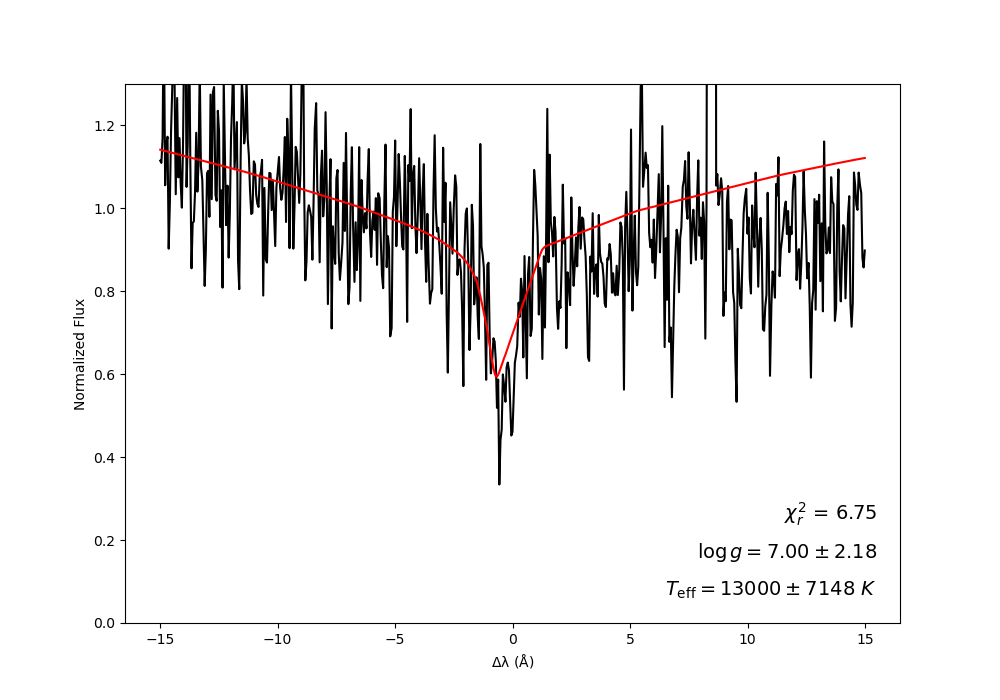 1.2
1.0
0.8
0.6
0.4
0.2
0.0
Normalized Flux
χ²ᵣ = 6.75
log g = 7.00 ± 2.18
T_eff = 13000 ± 7148 K
−15 −10 −5 0 5 10 15
Δλ (Å)